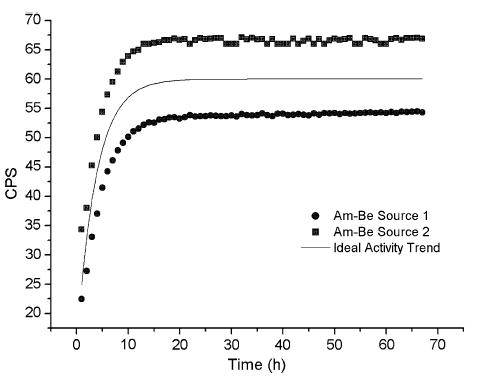 70
65
60
55
50
45
40
35
30
25
20
CPS
Am-Be Source 1
Am-Be Source 2
Ideal Activity Trend
0 10 20 30 40 50 60 70
Time (h)